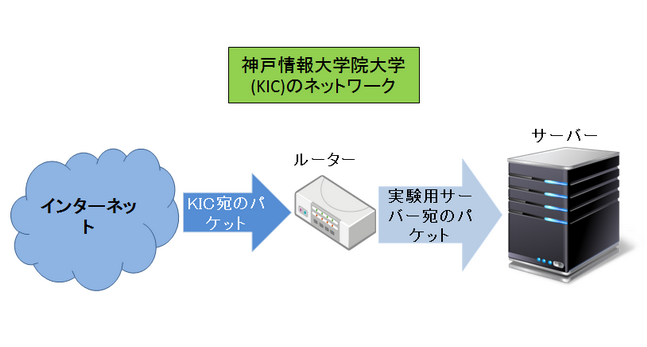 神戸情報大学院大学
(KIC)のネットワーク
サーバー
ルーター
インターネッ
ト
KIC宛のパ
ケット
実験用サー
バー宛のパ
ケット